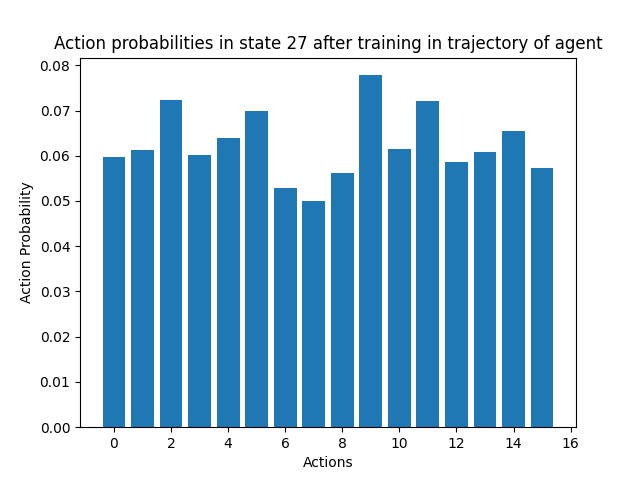 Action probabilities in state 27 after training in trajectory of agent
0.08
0.07
0.06
0.05
0.04
0.03
0.02
0.01
0.00
Action Probability
0 2 4 6 8 10 12 14 16
Actions